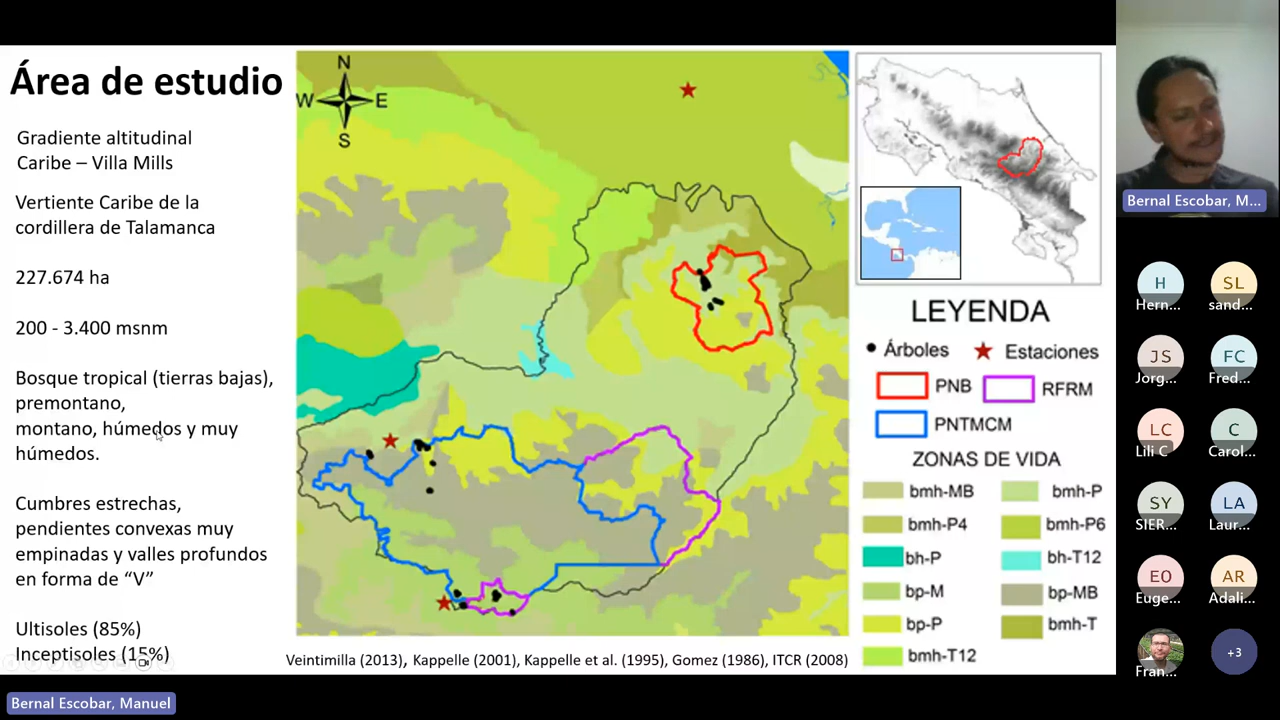 Área de estudio
Gradiente altitudinal
Caribe – Villa Mills
Vertiente Caribe de la
cordillera de Talamanca
227.674 ha
200 - 3.400 msnm
Bosque tropical (tierras bajas),
premontano,
montano, húmedos y muy
húmedos.
Cumbres estrechas,
pendientes convexas muy
empinadas y valles profundos
en forma de “V”
Ultisoles (85%)
Inceptisoles (15%)
N
W E
S
LEYENDA
Árboles Estaciones
PNB RFRM
PNTMCM
ZONAS DE VIDA
bmh-MB bmh-P
bmh-P4 bmh-P6
bh-P bh-T12
bp-M bp-MB
bp-P bmh-T
bmh-T12
Veintimilla (2013), Kappelle (2001), Kappelle et al. (1995), Gomez (1986), ITCR (2008)
Bernal Escobar, Manuel
Bernal Escobar, M...
H SL
Hern... sand...
JS FC
Jorg... Fred...
LC C
Lili C Carol...
SY LA
SIER... Laur...
EO AR
Euge... Adali...
+3
Fran...